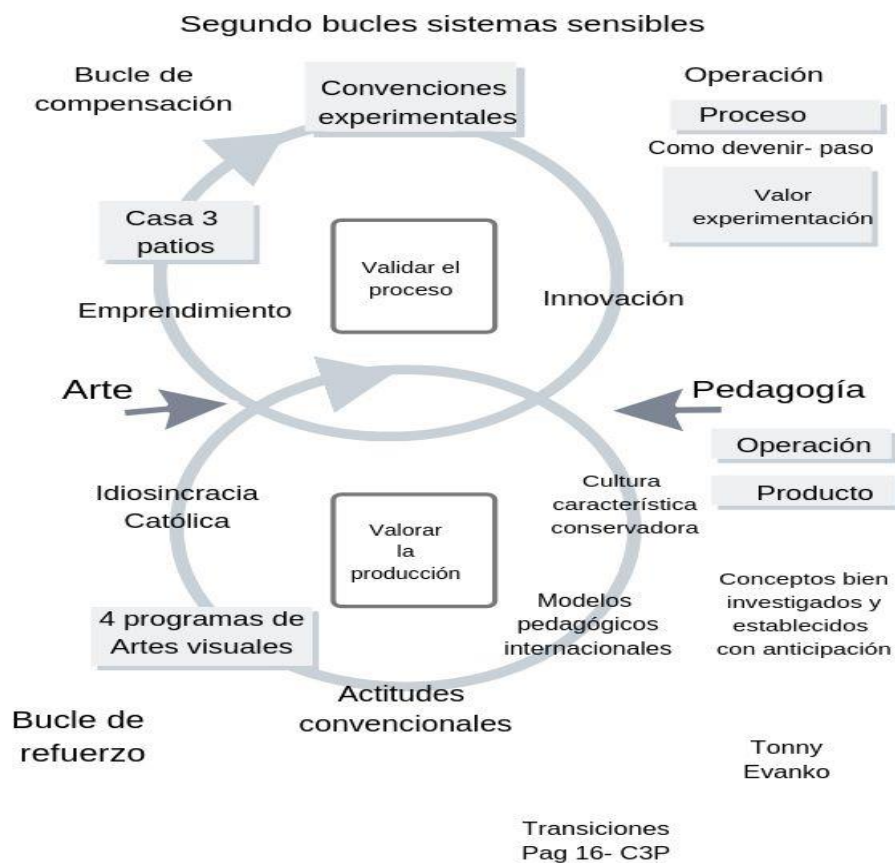 Segundo bucles sistemas sensibles
Bucle de
compensación
Convenciones
experimentales
Operación
Proceso
Como devenir- paso
Valor
experimentación
Casa 3
patios
Validar el
proceso
Emprendimiento
Innovación
Arte
Pedagogía
Operación
Producto
Idiosincracia
Católica
Cultura
característica
conservadora
Valorar
la
producción
Conceptos bien
investigados y
establecidos
con anticipación
4 programas de
Artes visuales
Modelos
pedagógicos
internacionales
Actitudes
convencionales
Bucle de
refuerzo
Tonny
Evanko
Transiciones
Pag 16- C3P